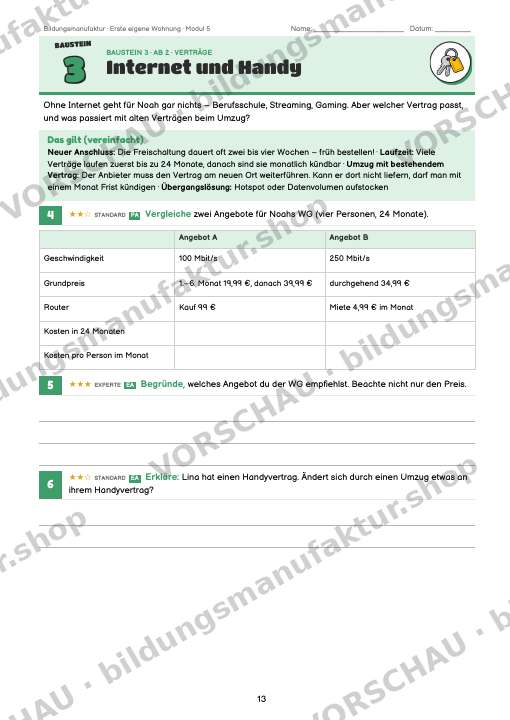 Bildungsmanufaktur · Erste eigene Wohnung · Modul 5 Name: Datum:
BAUSTEIN
3
BAUSTEIN 3 · AB 2 · VERTRÄGE
Internet und Handy
Ohne Internet geht für Noah gar nichts – Berufsschule, Streaming, Gaming. Aber welcher Vertrag passt,
und was passiert mit alten Verträgen beim Umzug?
Das gilt (vereinfacht)
Neuer Anschluss: Die Freischaltung dauert oft zwei bis vier Wochen – früh bestellen! · Laufzeit: Viele
Verträge laufen zuerst bis zu 24 Monate, danach sind sie monatlich kündbar · Umzug mit bestehendem
Vertrag: Der Anbieter muss den Vertrag am neuen Ort weiterführen. Kann er dort nicht liefern, darf man mit
einem Monat Frist kündigen · Übergangslösung: Hotspot oder Datenvolumen aufstocken
4 ★★☆ STANDARD PA Vergleiche zwei Angebote für Noahs WG (vier Personen, 24 Monate).
Angebot A Angebot B
Geschwindigkeit 100 Mbit/s 250 Mbit/s
Grundpreis 1.–6. Monat 19,99 €, danach 39,99 € durchgehend 34,99 €
Router Kauf 99 € Miete 4,99 € im Monat
Kosten in 24 Monaten
Kosten pro Person im Monat
5 ★★★ EXPERTE EA Begründe, welches Angebot du der WG empfiehlst. Beachte nicht nur den Preis.
6 ★★☆ STANDARD EA Erkläre: Lina hat einen Handyvertrag. Ändert sich durch einen Umzug etwas an
ihrem Handyvertrag?
13
VORSCHAU · bildungsmanufaktur.shop